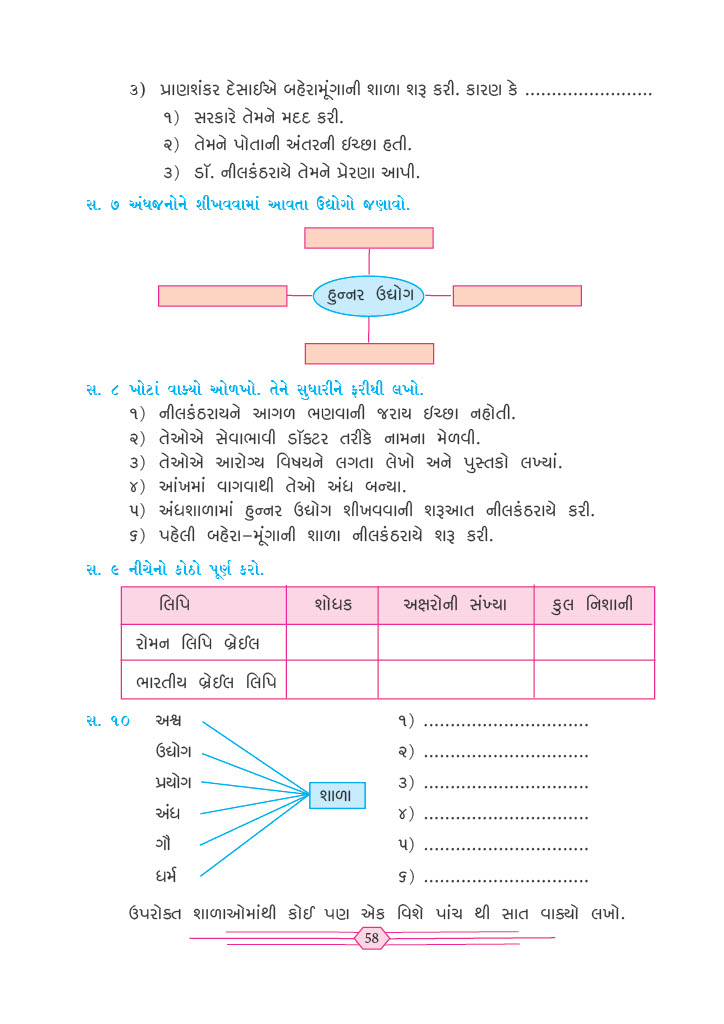 ૩) પ્રાણશંકર દેસાઈએ બહેરામૂંગાની શાળા શરૂ કરી. કારણ કે ........................
૧) સરકારે તેમને મદદ કરી.
૨) તેમને પોતાની અંતરની ઈચ્છા હતી.
૩) ડૉ. નીલકંઠરાયે તેમને પ્રેરણા આપી.
સ. ૭ અંધજનોને શીખવવામાં આવતા ઉદ્યોગો જણાવો.
હુન્નર ઉદ્યોગ
સ. ૮ ખોટાં વાક્યો ઓળખો. તેને સુધારીને ફરીથી લખો.
૧) નીલકંઠરાયને આગળ ભણવાની જરાય ઈચ્છા નહોતી.
૨) તેઓએ સેવાભાવી ડૉક્ટર તરીકે નામના મેળવી.
૩) તેઓએ આરોગ્ય વિષયને લગતા લેખો અને પુસ્તકો લખ્યાં.
૪) આંખમાં વાગવાથી તેઓ અંધ બન્યા.
૫) અંધશાળામાં હુન્નર ઉદ્યોગ શીખવવાની શરૂઆત નીલકંઠરાયે કરી.
૬) પહેલી બહેરા–મૂંગાની શાળા નીલકંઠરાયે શરૂ કરી.
સ. ૯ નીચેનો કોઠો પૂર્ણ કરો.
લિપિ શોધક અક્ષરોની સંખ્યા કુલ નિશાની
રોમન લિપિ બ્રેઈલ
ભારતીય બ્રેઈલ લિપિ
સ. ૧૦ અશ્વ ૧) ...............................
ઉદ્યોગ ૨) ...............................
પ્રયોગ ૩) ...............................
શાળા
અંધ ૪) ...............................
ગૌ ૫) ...............................
ધર્મ ૬) ...............................
ઉપરોક્ત શાળાઓમાંથી કોઈ પણ એક વિશે પાંચ થી સાત વાક્યો લખો.
58